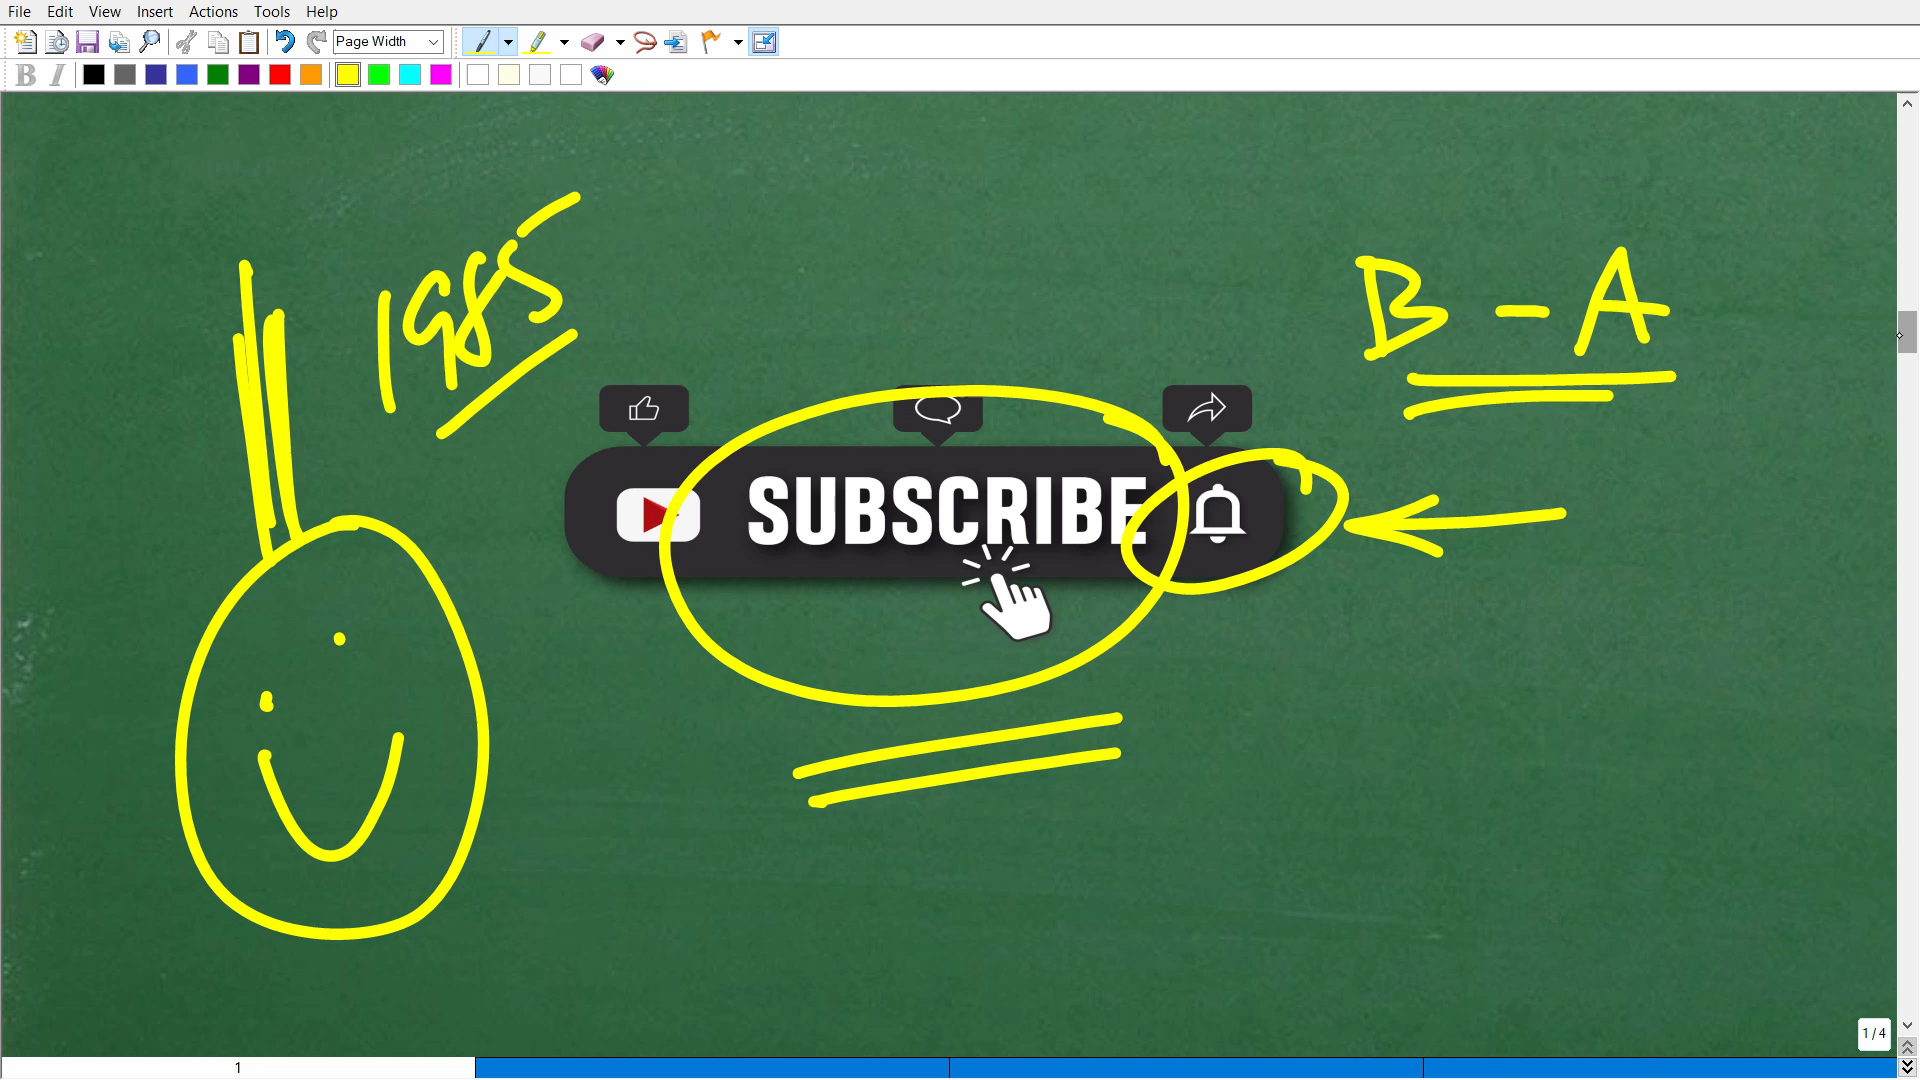 File Edit View Insert Actions Tools Help
Page Width
B I
1985
B - A
SUBSCRIBE
1 / 4
1